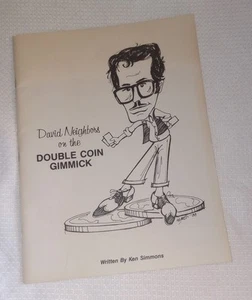 David Neighbors
on the
DOUBLE COIN
GIMMICK
Written By Ken Simmons